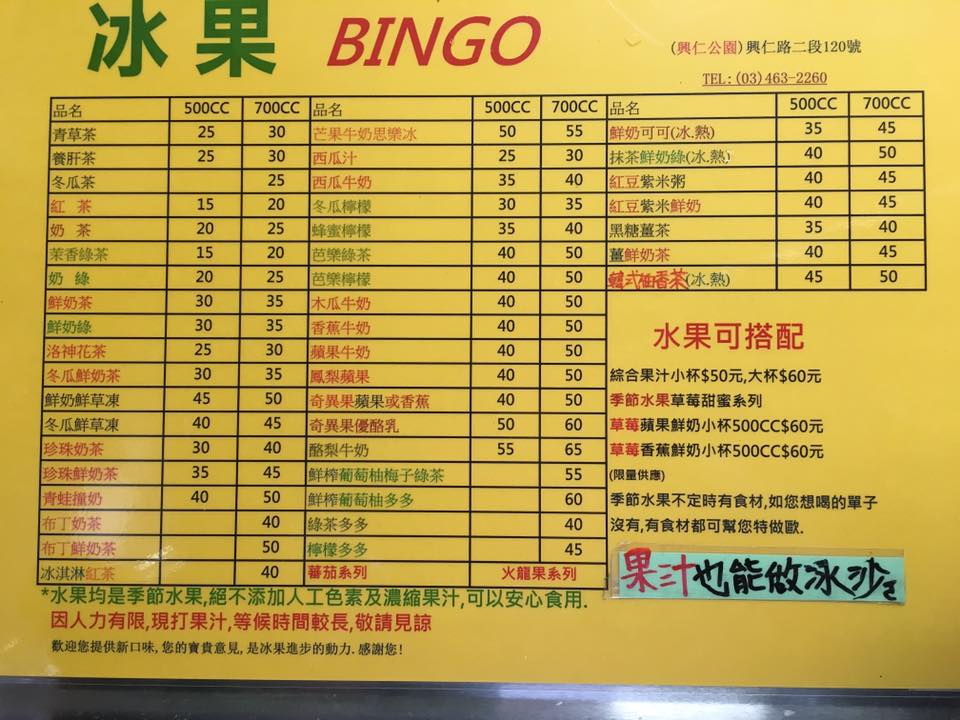 冰果 BINGO
(興仁公園)興仁路二段120號
TEL:(03)463-2260
品名 500CC 700CC
青草茶 25 30
養肝茶 25 30
冬瓜茶 25
紅 茶 15 20
奶 茶 20 25
茉香綠茶 15 20
奶 綠 20 25
鮮奶茶 30 35
鮮奶綠 30 35
洛神花茶 25 30
冬瓜鮮奶茶 30 35
鮮奶鮮草凍 45 50
冬瓜鮮草凍 40 45
珍珠奶茶 30 40
珍珠鮮奶茶 35 45
青蛙撞奶 40 50
布丁奶茶 40
布丁鮮奶茶 50
冰淇淋紅茶 40
品名 500CC 700CC
芒果牛奶思樂冰 50 55
西瓜汁 25 30
西瓜牛奶 35 40
冬瓜檸檬 30 35
蜂蜜檸檬 35 40
芭樂綠茶 40 50
芭樂檸檬 40 50
木瓜牛奶 40 50
香蕉牛奶 40 50
蘋果牛奶 40 50
鳳梨蘋果 40 50
奇異果蘋果或香蕉 40 50
奇異果優酪乳 50 60
酪梨牛奶 55 65
鮮榨葡萄柚梅子綠茶 55
鮮榨葡萄柚多多 60
綠茶多多 40
檸檬多多 45
蕃茄系列 火龍果系列
品名 500CC 700CC
鮮奶可可(冰.熱) 35 45
抹茶鮮奶綠(冰.熱) 40 50
紅豆紫米粥 40 45
紅豆紫米鮮奶 40 45
黑糖薑茶 35 40
薑鮮奶茶 40 45
韓式柚香茶(冰.熱) 45 50
水果可搭配
綜合果汁小杯$50元,大杯$60元
季節水果草莓甜蜜系列
草莓蘋果鮮奶小杯500CC$60元
草莓香蕉鮮奶小杯500CC$60元
(限量供應)
季節水果不定時有食材,如您想喝的單子
沒有,有食材都可幫您特做歐.
果汁也能做冰沙
*水果均是季節水果,絕不添加人工色素及濃縮果汁,可以安心食用.
因人力有限,現打果汁,等候時間較長,敬請見諒
歡迎您提供新口味,您的寶貴意見,是冰果進步的動力.感謝您!